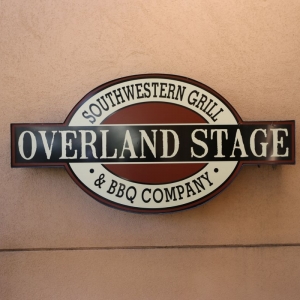 SOUTHWESTERN GRILL
OVERLAND STAGE
· & BBQ COMPANY ·